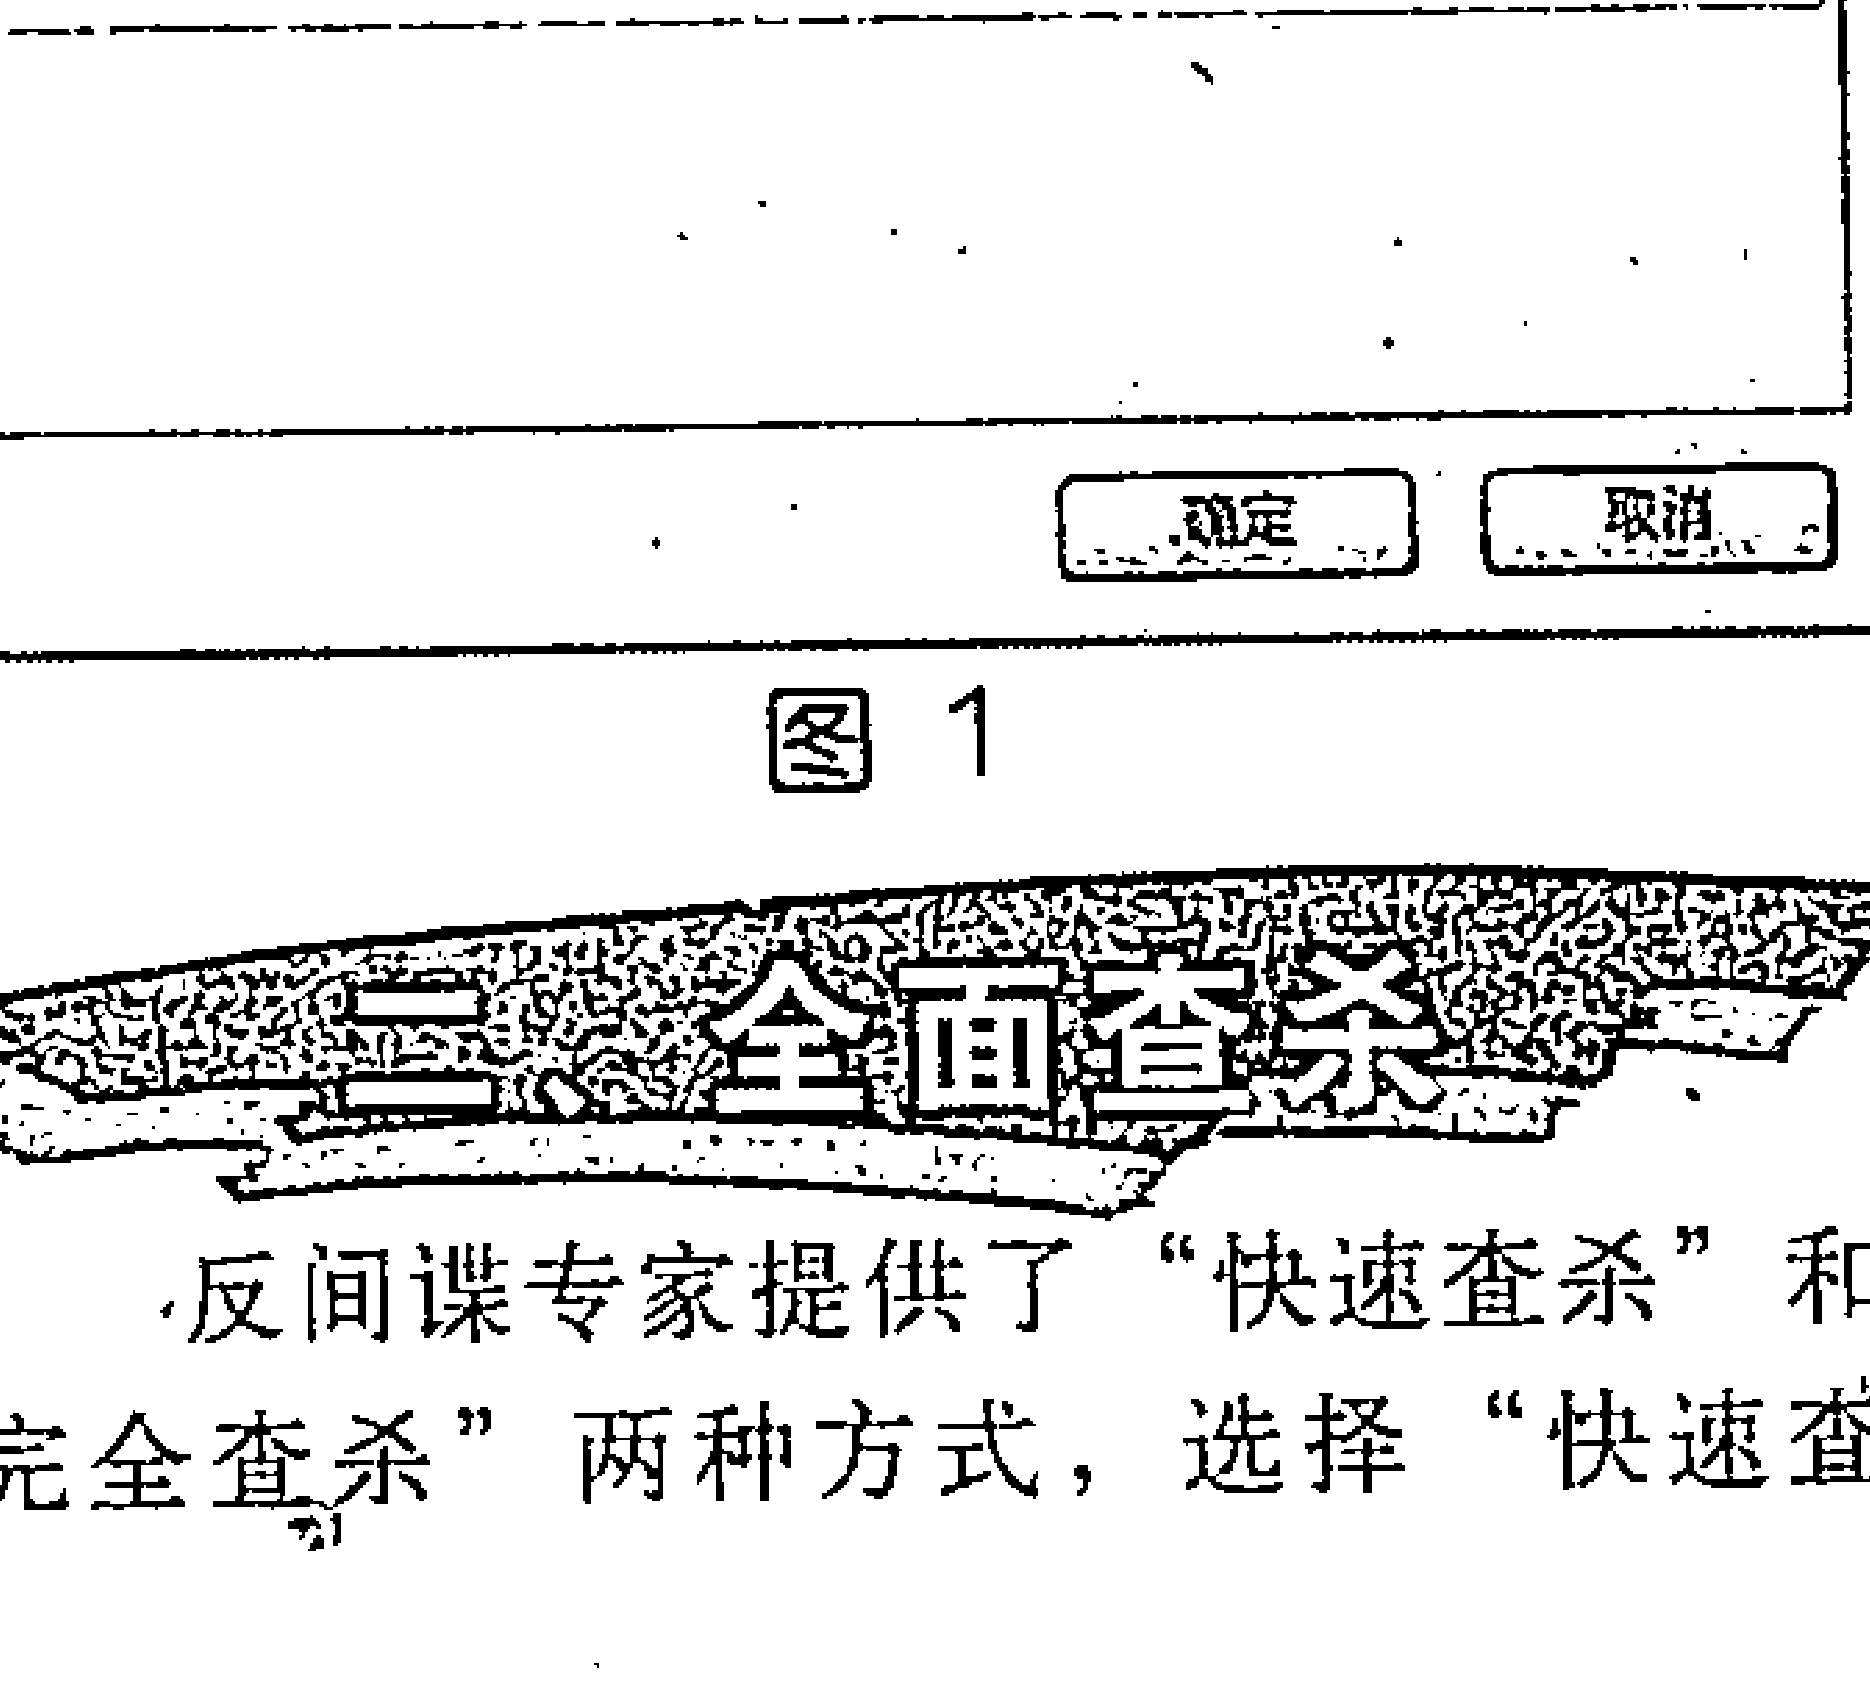 确定 取消
图 1
二、全面查杀
反间谍专家提供了“快速查杀”和
完全查杀”两种方式，选择“快速查